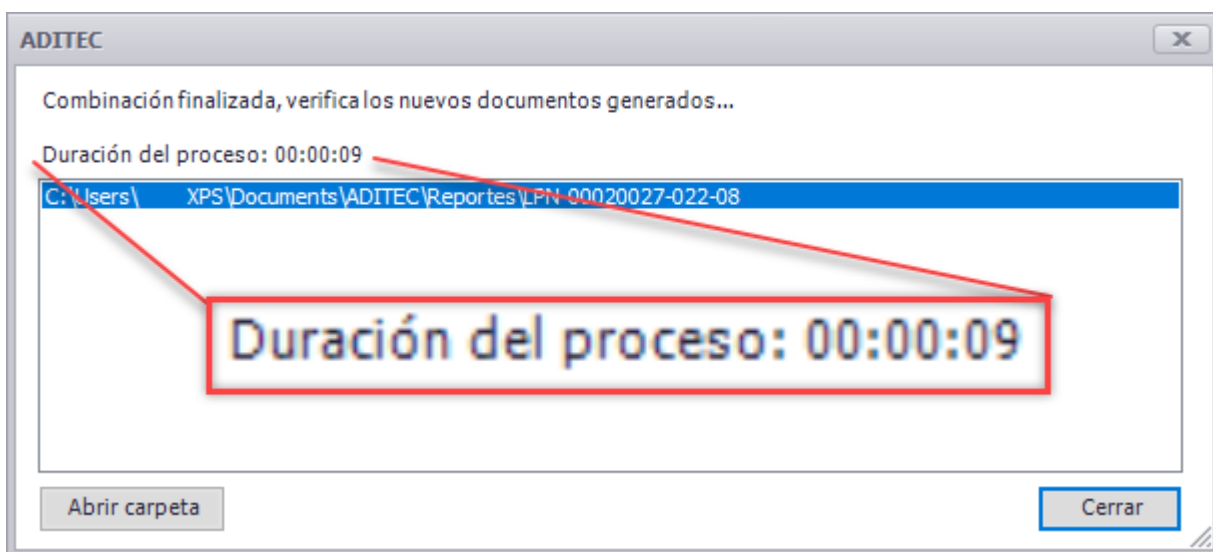 ADITEC
Combinación finalizada, verifica los nuevos documentos generados...
Duración del proceso: 00:00:09
C:\Users\ XPS\Documents\ADITEC\Reportes\LPN-00020027-022-08
Duración del proceso: 00:00:09
Abrir carpeta
Cerrar